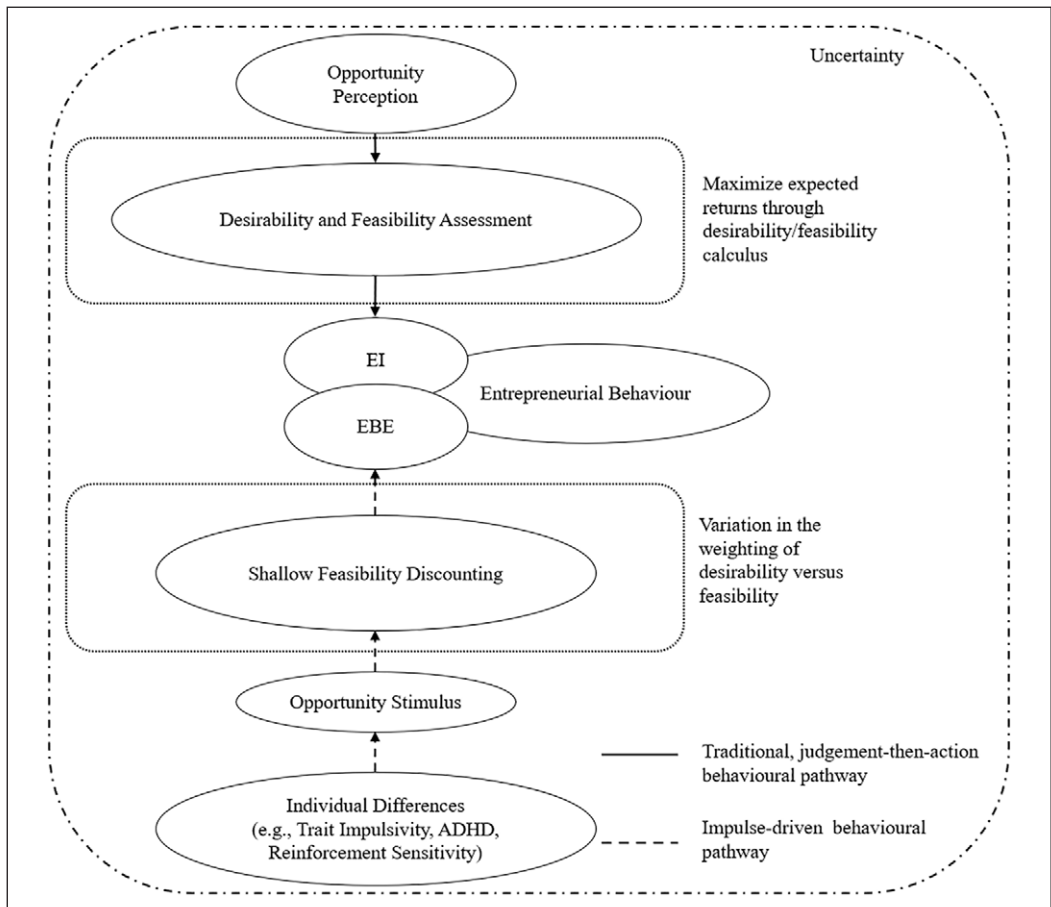 Uncertainty
Opportunity
Perception
Desirability and Feasibility Assessment
Maximize expected
returns through
desirability/feasibility
calculus
EI
Entrepreneurial Behaviour
EBE
Shallow Feasibility Discounting
Variation in the
weighting of
desirability versus
feasibility
Opportunity Stimulus
Individual Differences
(e.g., Trait Impulsivity, ADHD,
Reinforcement Sensitivity)
Traditional, judgement-then-action
behavioural pathway
Impulse-driven behavioural
pathway